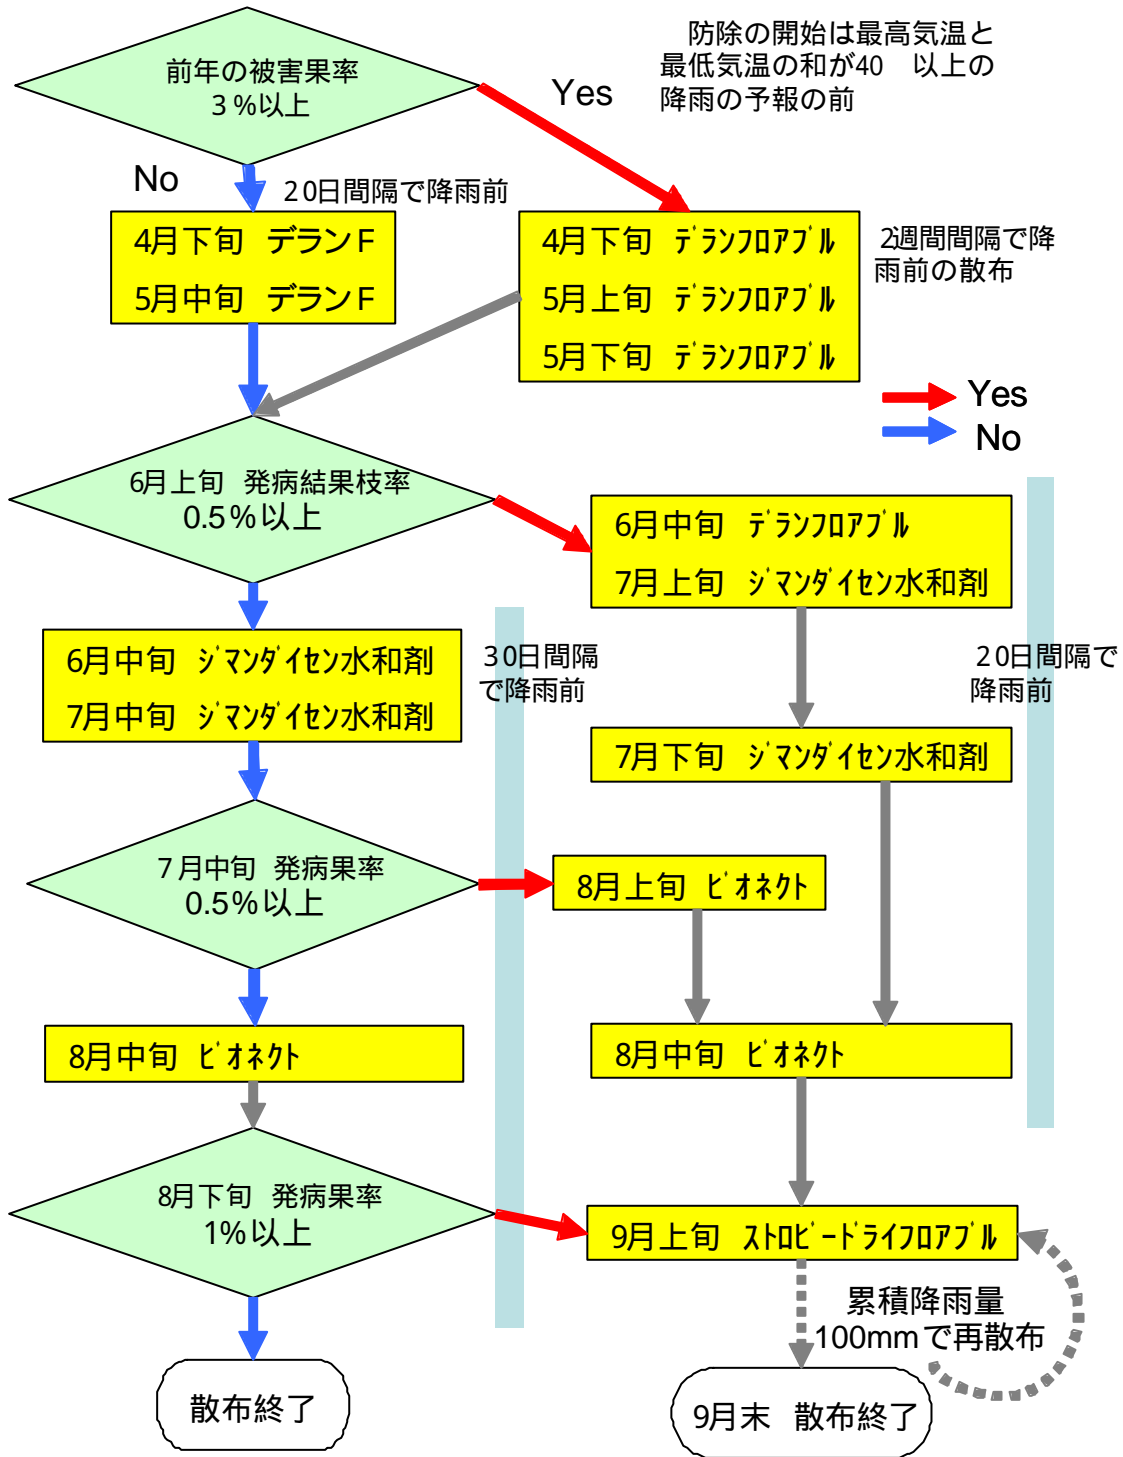 防除の開始は最高気温と
最低気温の和が40 以上の
降雨の予報の前
前年の被害果率
3%以上
Yes
No
20日間隔で降雨前
4月下旬 デランF
5月中旬 デランF
4月下旬 ﾃﾞﾗﾝﾌﾛｱﾌﾞﾙ
5月上旬 ﾃﾞﾗﾝﾌﾛｱﾌﾞﾙ
5月下旬 ﾃﾞﾗﾝﾌﾛｱﾌﾞﾙ
2週間間隔で降
雨前の散布
Yes
No
6月上旬 発病結果枝率
0.5%以上
6月中旬 ﾃﾞﾗﾝﾌﾛｱﾌﾞﾙ
7月上旬 ｼﾞﾏﾝﾀﾞｲｾﾝ水和剤
6月中旬 ｼﾞﾏﾝﾀﾞｲｾﾝ水和剤
7月中旬 ｼﾞﾏﾝﾀﾞｲｾﾝ水和剤
30日間隔
で降雨前
20日間隔で
降雨前
7月下旬 ｼﾞﾏﾝﾀﾞｲｾﾝ水和剤
7月中旬 発病果率
0.5%以上
8月上旬 ﾋﾞｵﾈｸﾄ
8月中旬 ﾋﾞｵﾈｸﾄ
8月中旬 ﾋﾞｵﾈｸﾄ
8月下旬 発病果率
1%以上
9月上旬 ｽﾄﾛﾋﾞｰﾄﾞﾗｲﾌﾛｱﾌﾞﾙ
累積降雨量
100mmで再散布
散布終了
9月末 散布終了